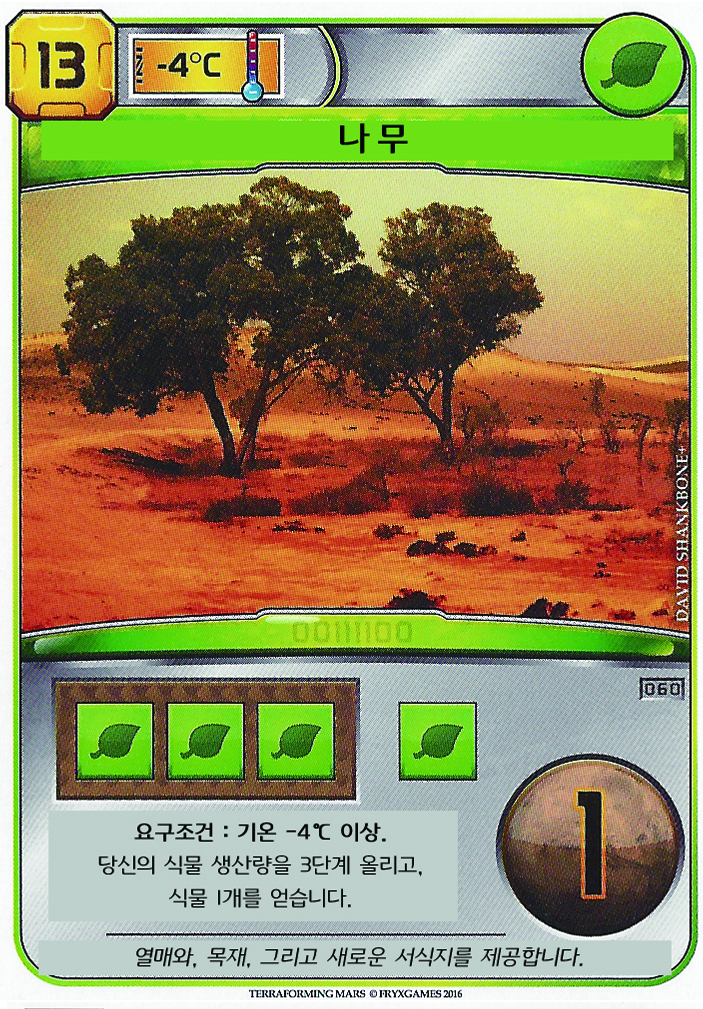 13
-4°C
나무
DAVID SHANKBONE+
00111100
060
요구조건 : 기온 -4℃ 이상.
당신의 식물 생산량을 3단계 올리고,
식물 1개를 얻습니다.
1
열매와, 목재, 그리고 새로운 서식지를 제공합니다.
TERRAFORMING MARS © FRYXGAMES 2016